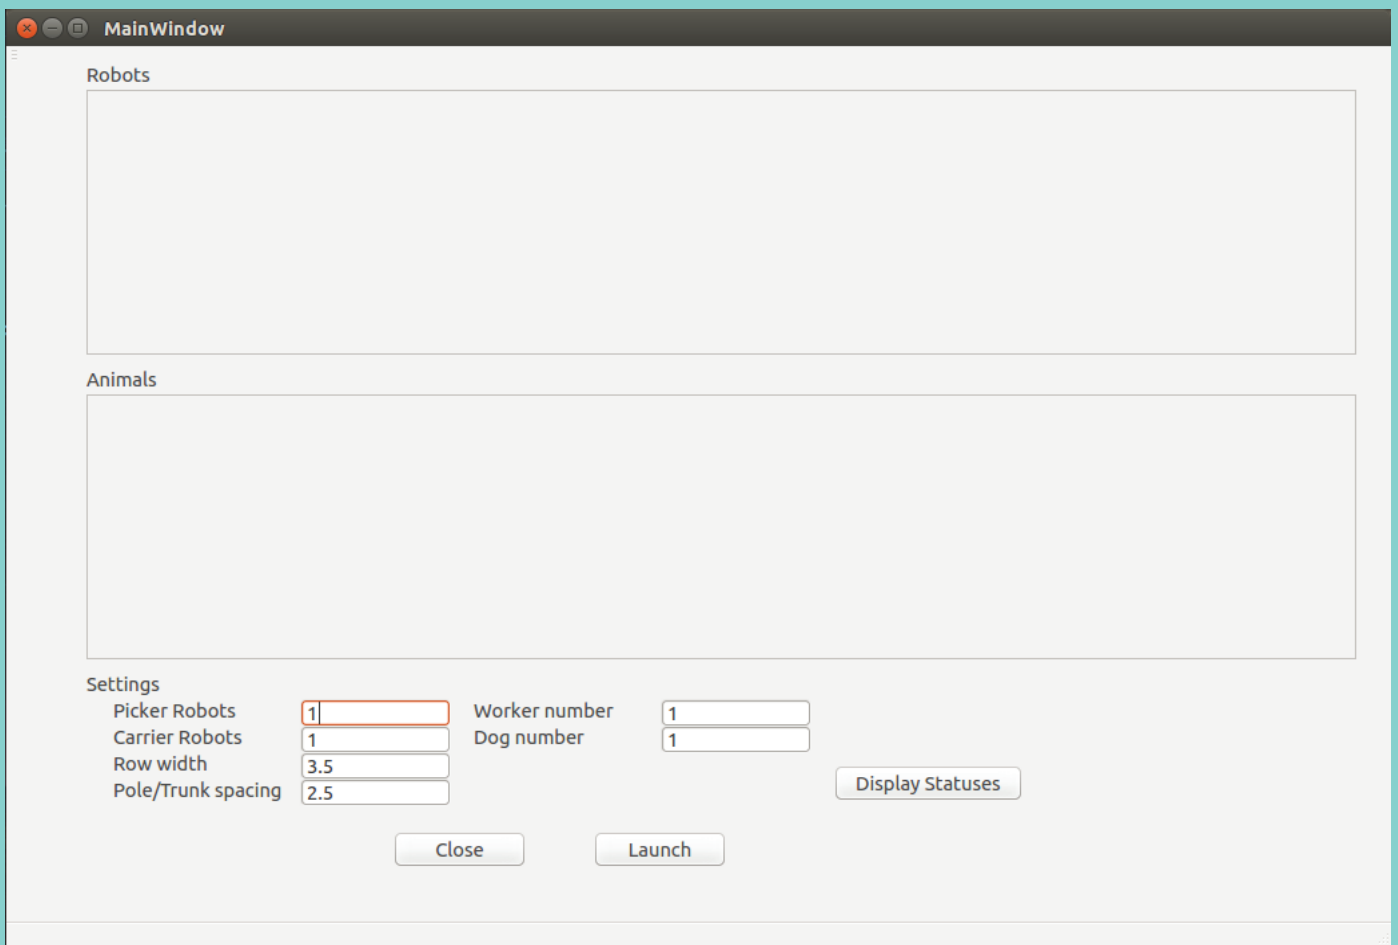 MainWindow
Robots
Animals
Settings
Picker Robots 1 Worker number 1
Carrier Robots 1 Dog number 1
Row width 3.5
Pole/Trunk spacing 2.5
Display Statuses
Close Launch